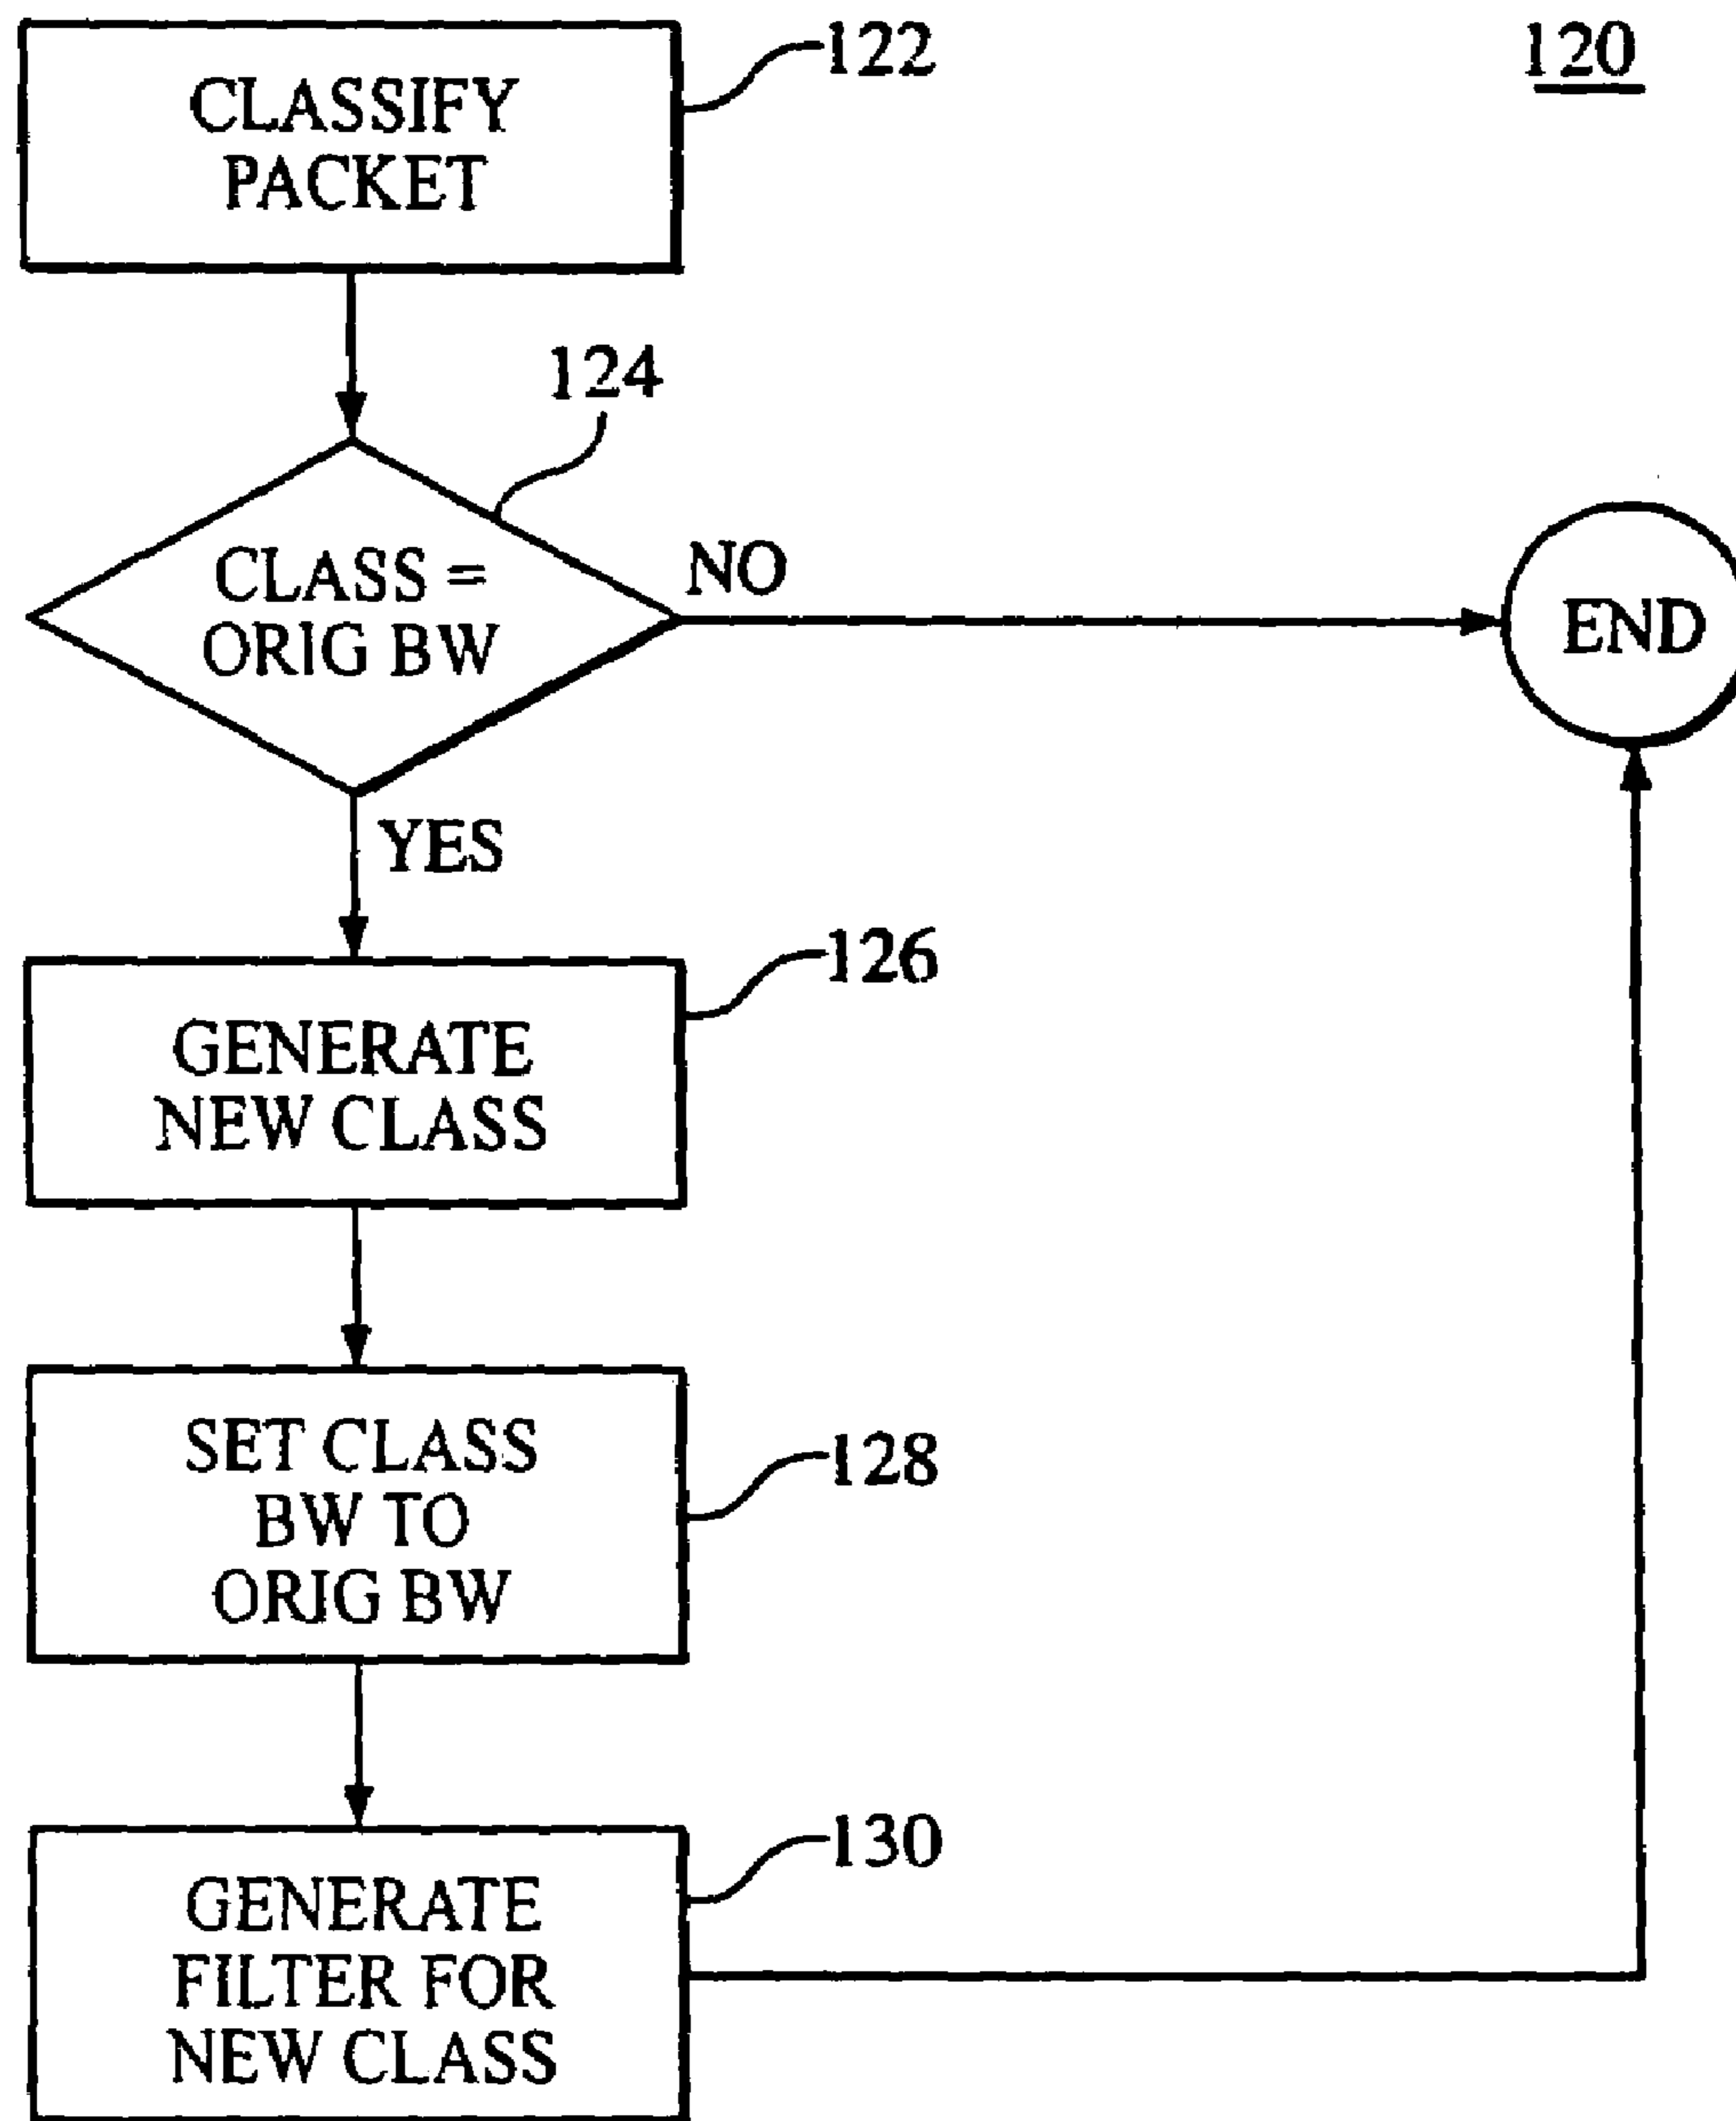 CLASSIFY
PACKET
122
120
124
CLASS =
ORIG BW
NO
END
YES
GENERATE
NEW CLASS
126
SET CLASS
BW TO
ORIG BW
128
GENERATE
FILTER FOR
NEW CLASS
130